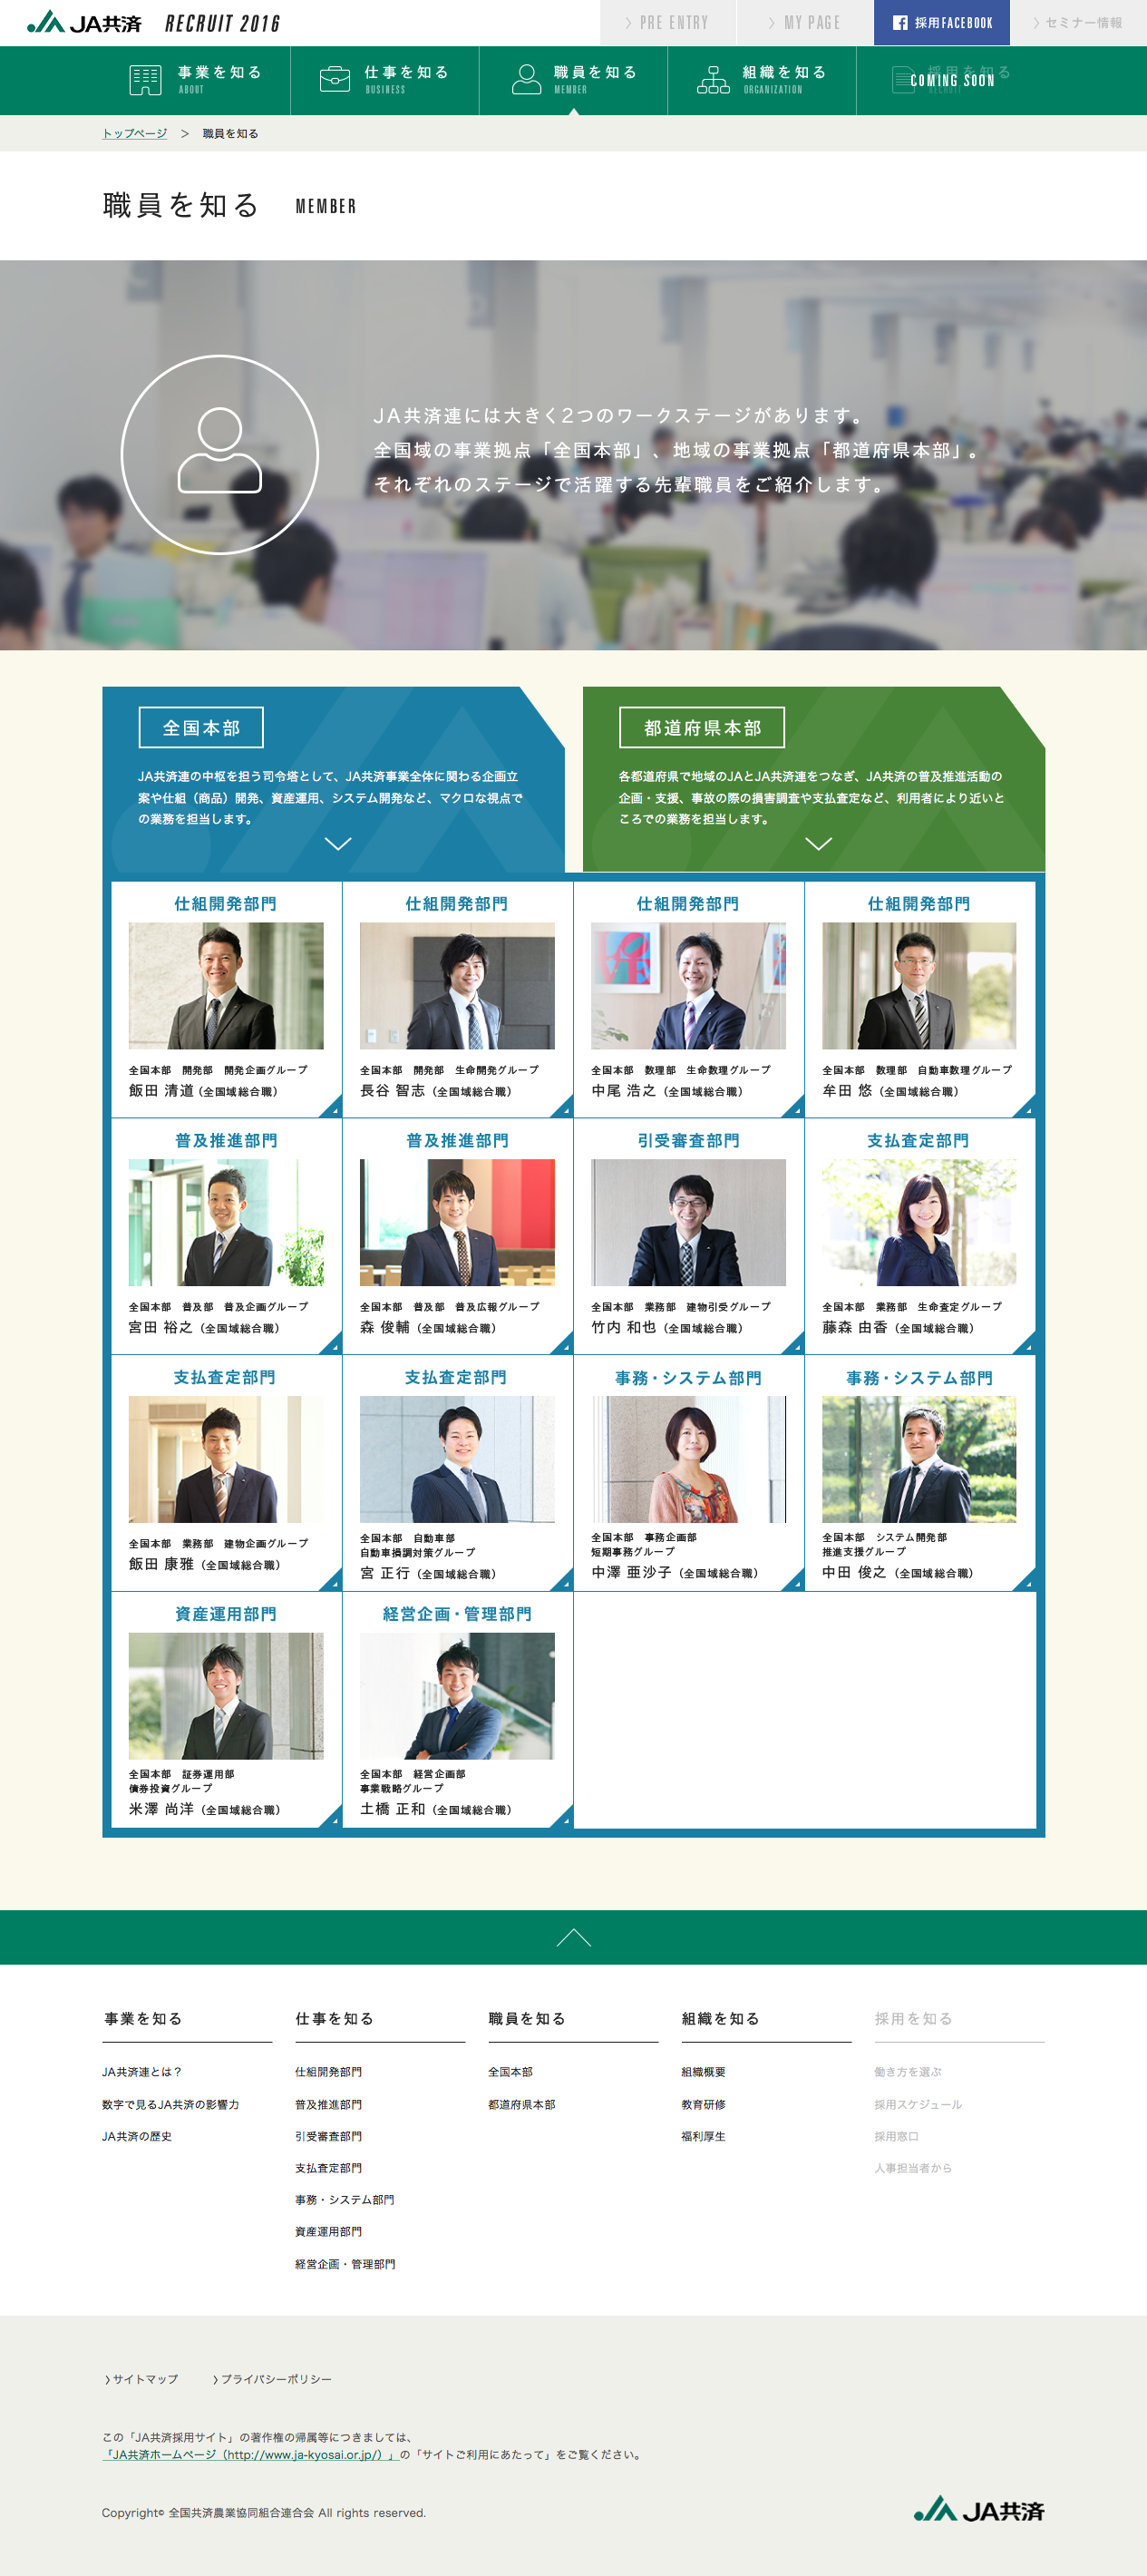 JA共済 RECRUIT 2016
PRE ENTRY
MY PAGE
採用FACEBOOK
セミナー情報
事業を知る
ABOUT
仕事を知る
BUSINESS
職員を知る
MEMBER
組織を知る
ORGANIZATION
採用を知る
RECRUIT
COMING SOON
トップページ > 職員を知る
職員を知る MEMBER
JA共済連には大きく2つのワークステージがあります。
全国域の事業拠点「全国本部」、地域の事業拠点「都道府県本部」。
それぞれのステージで活躍する先輩職員をご紹介します。
全国本部
JA共済連の中枢を担う司令塔として、JA共済事業全体に関わる企画立
案や仕組（商品）開発、資産運用、システム開発など、マクロな視点で
の業務を担当します。
都道府県本部
各都道府県で地域のJAとJA共済連をつなぎ、JA共済の普及推進活動の
企画・支援、事故の際の損害調査や支払査定など、利用者により近いと
ころでの業務を担当します。
仕組開発部門
全国本部 開発部 開発企画グループ
飯田 清道（全国域総合職）
仕組開発部門
全国本部 開発部 生命開発グループ
長谷 智志（全国域総合職）
仕組開発部門
全国本部 数理部 生命数理グループ
中尾 浩之（全国域総合職）
仕組開発部門
全国本部 数理部 自動車数理グループ
牟田 悠（全国域総合職）
普及推進部門
全国本部 普及部 普及企画グループ
宮田 裕之（全国域総合職）
普及推進部門
全国本部 普及部 普及広報グループ
森 俊輔（全国域総合職）
引受審査部門
全国本部 業務部 建物引受グループ
竹内 和也（全国域総合職）
支払査定部門
全国本部 業務部 生命査定グループ
藤森 由香（全国域総合職）
支払査定部門
全国本部 業務部 建物企画グループ
飯田 康雅（全国域総合職）
支払査定部門
全国本部 自動車部
自動車損調対策グループ
宮 正行（全国域総合職）
事務・システム部門
全国本部 事務企画部
短期事務グループ
中澤 亜沙子（全国域総合職）
事務・システム部門
全国本部 システム開発部
推進支援グループ
中田 俊之（全国域総合職）
資産運用部門
全国本部 証券運用部
債券投資グループ
米澤 尚洋（全国域総合職）
経営企画・管理部門
全国本部 経営企画部
事業戦略グループ
土橋 正和（全国域総合職）
事業を知る
JA共済連とは？
数字で見るJA共済の影響力
JA共済の歴史
仕事を知る
仕組開発部門
普及推進部門
引受審査部門
支払査定部門
事務・システム部門
資産運用部門
経営企画・管理部門
職員を知る
全国本部
都道府県本部
組織を知る
組織概要
教育研修
福利厚生
採用を知る
働き方を選ぶ
採用スケジュール
採用窓口
人事担当者から
サイトマップ
プライバシーポリシー
この「JA共済採用サイト」の著作権の帰属等につきましては、
「JA共済ホームページ（http://www.ja-kyosai.or.jp/）」の「サイトご利用にあたって」をご覧ください。
Copyright© 全国共済農業協同組合連合会 All rights reserved.
JA共済